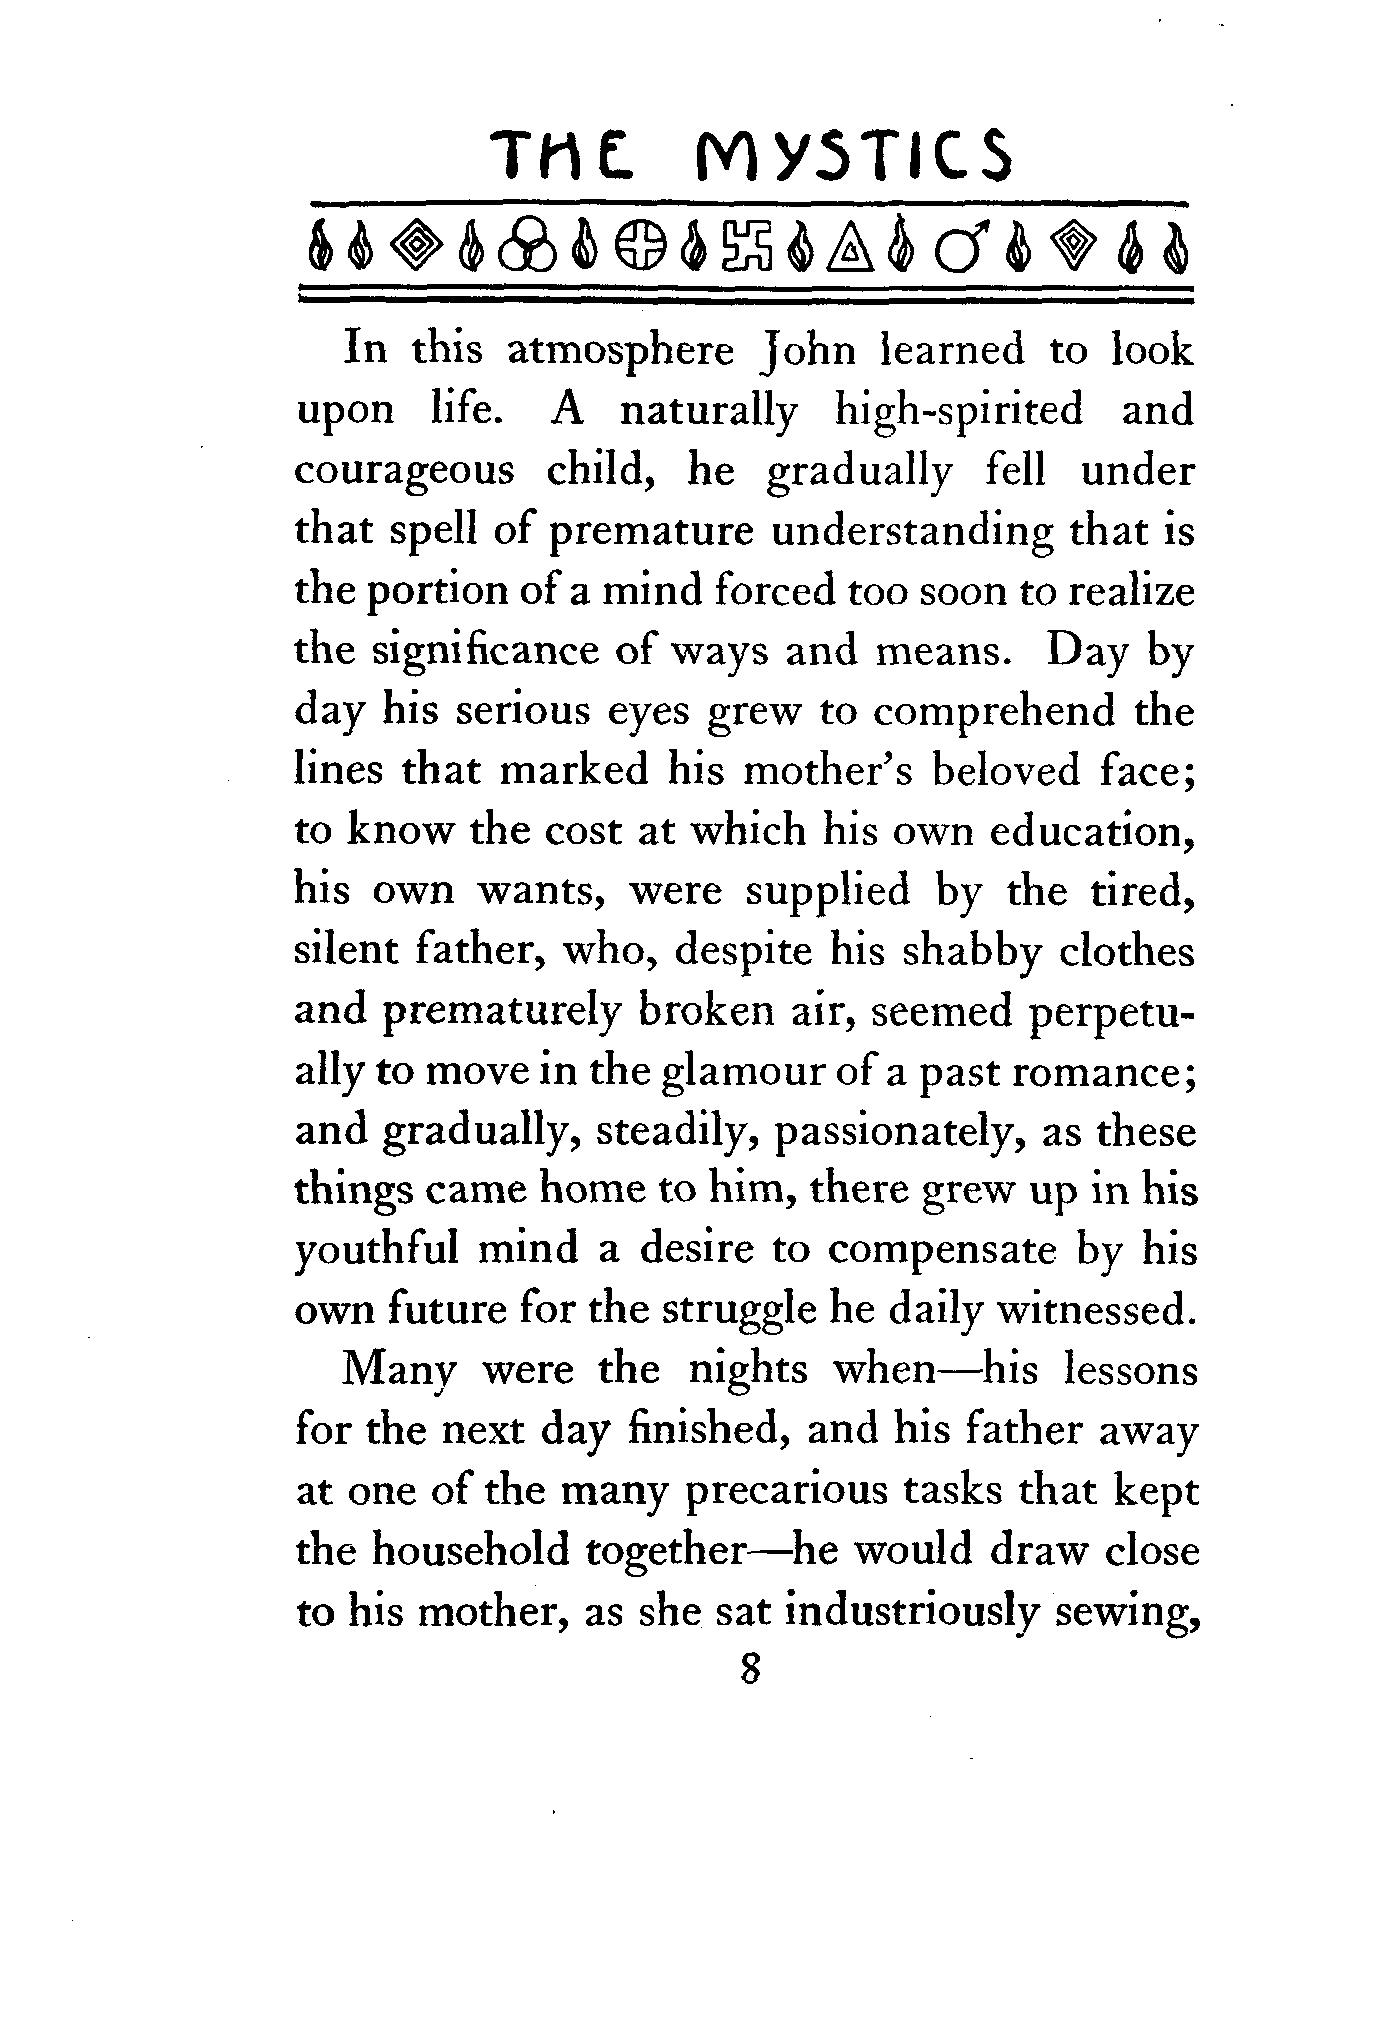 THE MYSTICS
In this atmosphere John learned to look
upon life. A naturally high-spirited and
courageous child, he gradually fell under
that spell of premature understanding that is
the portion of a mind forced too soon to realize
the significance of ways and means. Day by
day his serious eyes grew to comprehend the
lines that marked his mother's beloved face;
to know the cost at which his own education,
his own wants, were supplied by the tired,
silent father, who, despite his shabby clothes
and prematurely broken air, seemed perpetu-
ally to move in the glamour of a past romance;
and gradually, steadily, passionately, as these
things came home to him, there grew up in his
youthful mind a desire to compensate by his
own future for the struggle he daily witnessed.
Many were the nights when—his lessons
for the next day finished, and his father away
at one of the many precarious tasks that kept
the household together—he would draw close
to his mother, as she sat industriously sewing,
8